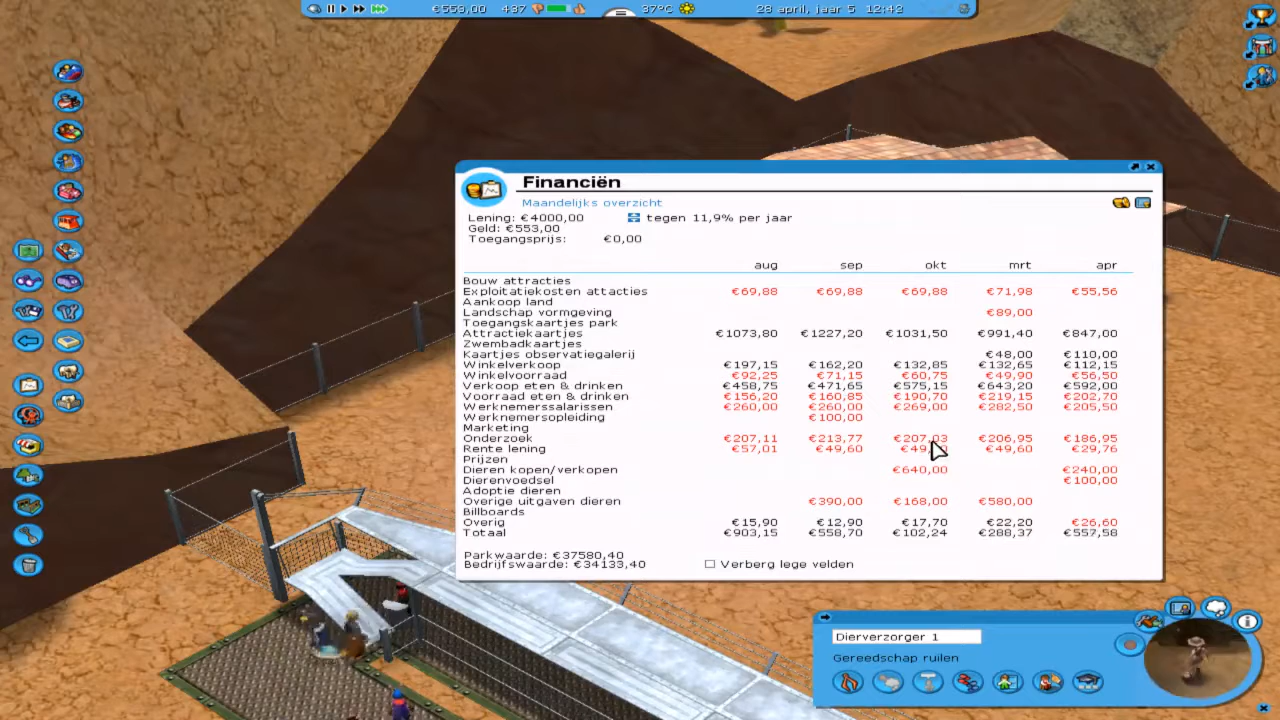 €559,00 437 37°C 28 april, jaar 5 12:42
Financiën
Maandelijks overzicht
Lening: €4000,00 tegen 11,9% per jaar
Geld: €553,00
Toegangsprijs: €0,00
aug sep okt mrt apr
Bouw attracties
Exploitatiekosten attacties €69,88 €69,88 €69,88 €71,98 €55,56
Aankoop land
Landschap vormgeving €89,00
Toegangskaartjes park
Attractiekaartjes €1073,80 €1227,20 €1031,50 €991,40 €847,00
Zwembadkaartjes
Kaartjes observatiegalerij €48,00 €110,00
Winkelverkoop €197,15 €162,20 €132,85 €132,65 €112,15
Winkelvoorraad €92,25 €71,15 €60,75 €49,90 €56,50
Verkoop eten & drinken €458,75 €471,65 €575,15 €643,20 €592,00
Voorraad eten & drinken €156,20 €160,85 €190,70 €219,15 €202,70
Werknemerssalarissen €260,00 €260,00 €269,00 €282,50 €205,50
Werknemersopleiding €100,00
Marketing
Onderzoek €207,11 €213,77 €207,03 €206,95 €186,95
Rente lening €57,01 €49,60 €49, €49,60 €29,76
Prijzen
Dieren kopen/verkopen €640,00 €240,00
Dierenvoedsel €100,00
Adoptie dieren
Overige uitgaven dieren €390,00 €168,00 €580,00
Billboards
Overig €15,90 €12,90 €17,70 €22,20 €26,60
Totaal €903,15 €558,70 €102,24 €288,37 €557,58
Parkwaarde: €37580,40
Bedrijfswaarde: €34133,40
Verberg lege velden
Dierverzorger 1
Gereedschap ruilen